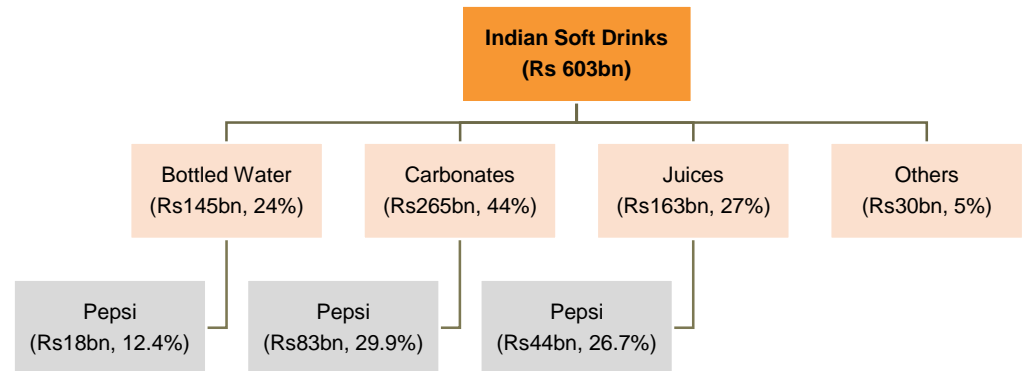 Indian Soft Drinks
(Rs 603bn)
Bottled Water
(Rs145bn, 24%)
Carbonates
(Rs265bn, 44%)
Juices
(Rs163bn, 27%)
Others
(Rs30bn, 5%)
Pepsi
(Rs18bn, 12.4%)
Pepsi
(Rs83bn, 29.9%)
Pepsi
(Rs44bn, 26.7%)